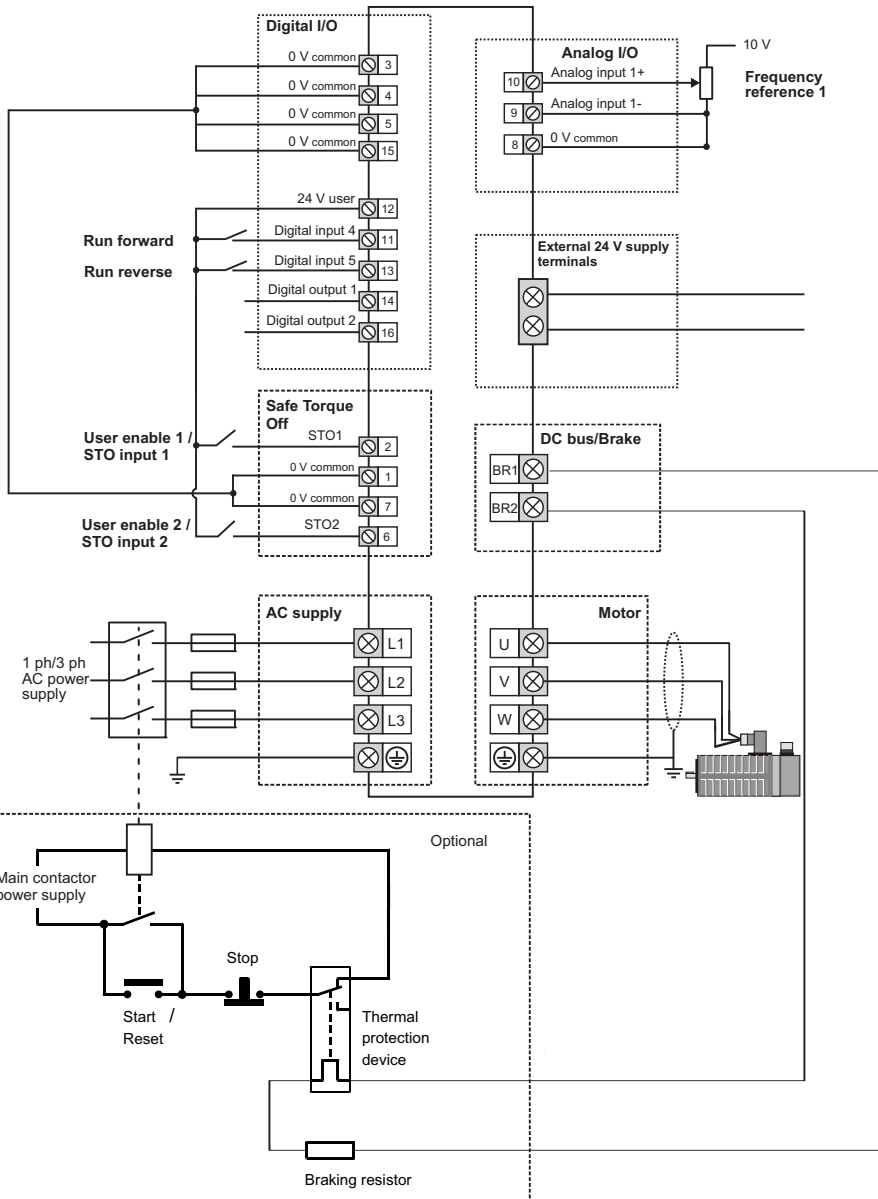 Digital I/O
0 V common
3
0 V common
4
0 V common
5
0 V common
15
24 V user
12
Run forward
Digital input 4
11
Run reverse
Digital input 5
13
Digital output 1
14
Digital output 2
16
Analog I/O
10 V
10
Analog input 1+
Frequency
reference 1
9
Analog input 1-
8
0 V common
External 24 V supply
terminals
Safe Torque
Off
User enable 1 /
STO input 1
STO1
2
0 V common
1
0 V common
7
User enable 2 /
STO input 2
STO2
6
DC bus/Brake
BR1
BR2
AC supply
1 ph/3 ph
AC power
supply
L1
L2
L3
Motor
U
V
W
Optional
Main contactor
power supply
Start /
Reset
Stop
Thermal
protection
device
Braking resistor